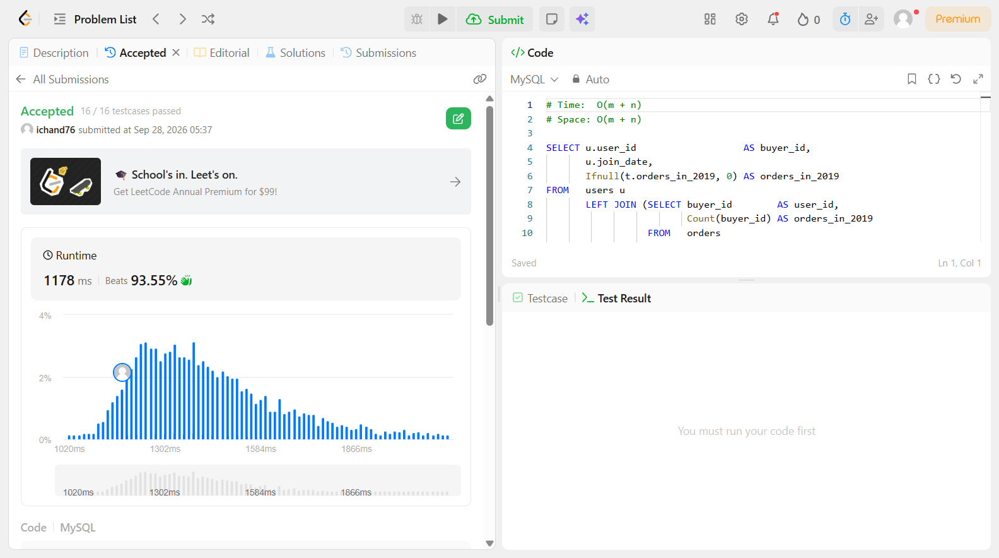 Problem List
Submit
0
Premium
Description
Accepted
Editorial
Solutions
Submissions
All Submissions
Accepted 16 / 16 testcases passed
ichand76 submitted at Sep 28, 2026 05:37
School's in. Leet's on.
Get LeetCode Annual Premium for $99!
Runtime
1178 ms Beats 93.55%
4%
2%
0%
1020ms 1302ms 1584ms 1866ms
1020ms 1302ms 1584ms 1866ms
Code MySQL
</> Code
MySQL Auto
1 # Time:  O(m + n)
2 # Space: O(m + n)
3
4 SELECT u.user_id                   AS buyer_id,
5        u.join_date,
6        Ifnull(t.orders_in_2019, 0) AS orders_in_2019
7 FROM   users u
8        LEFT JOIN (SELECT buyer_id        AS user_id,
9                          Count(buyer_id) AS orders_in_2019
10                   FROM   orders
Saved
Ln 1, Col 1
Testcase
Test Result
You must run your code first